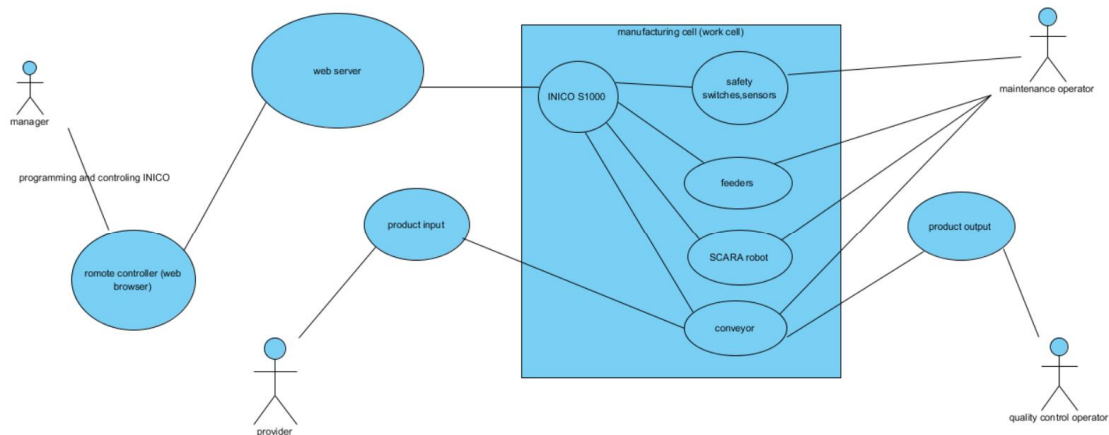 manufacturing cell (work cell)
web server
INICO S1000
safety
switches,sensors
maintenance operator
manager
programming and controling INICO
feeders
product input
product output
romote controller (web
browser)
SCARA robot
conveyor
provider
quality control operator